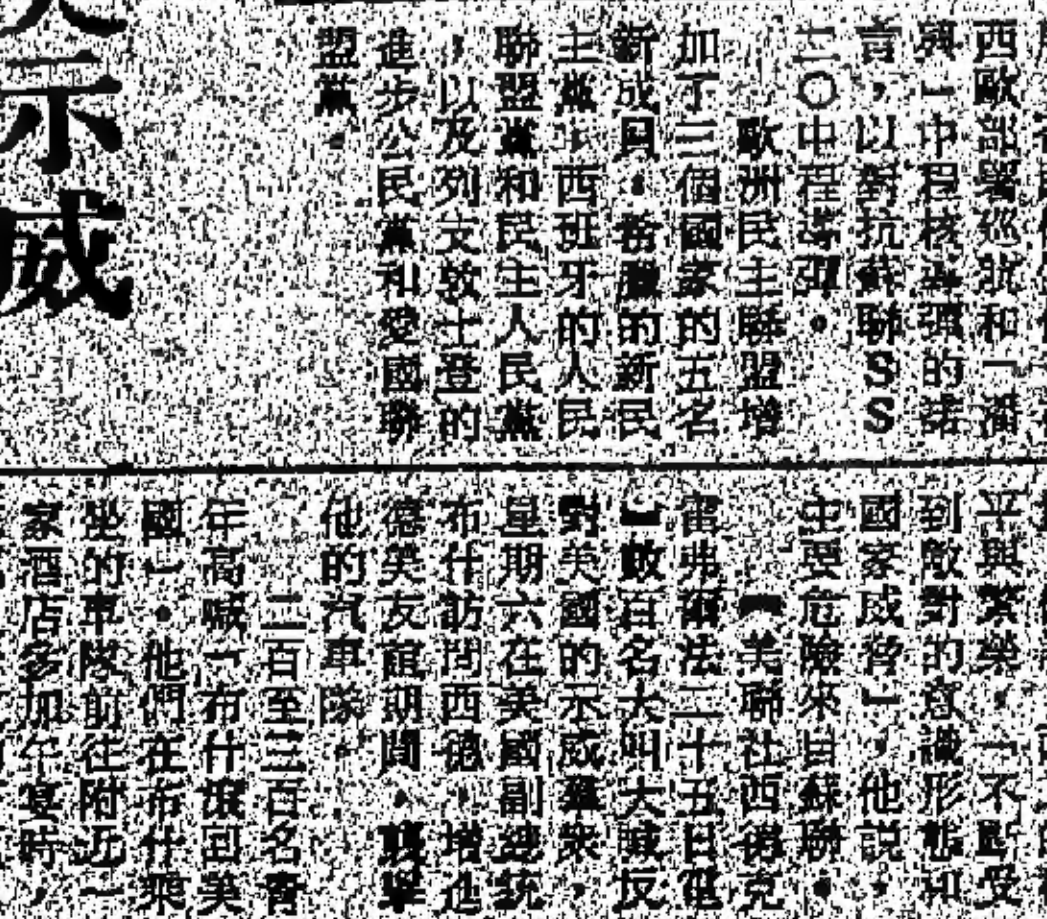 西歐部署巡弋和「潘
興」中程核導彈的諾
言，以對抗蘇聯SS
二〇中程導彈。
歐洲民主聯盟增
加了三個國家的五名
新成員。希臘的新民
主黨；西班牙的人民
聯盟黨和民主人民黨
，以及列支敦士登的
進步公民黨和愛國聯
盟黨。
示威
平與繁榮，一不斷受
到敵對的意識形態和
國家威脅」，他說，
主要危險來自蘇聯。
【美聯社西德克
雷弗爾法二十五日電
】數百名大叫大喊反
對美國的示威羣衆，
星期六在美國副總統
布什訪問西德，增進
德美友誼期間，襲擊
他的汽車隊。
二百至三百名青
年高喊「布什滾回美
國」。他們在布什乘
坐的車隊前往附近一
家酒店參加午宴時，